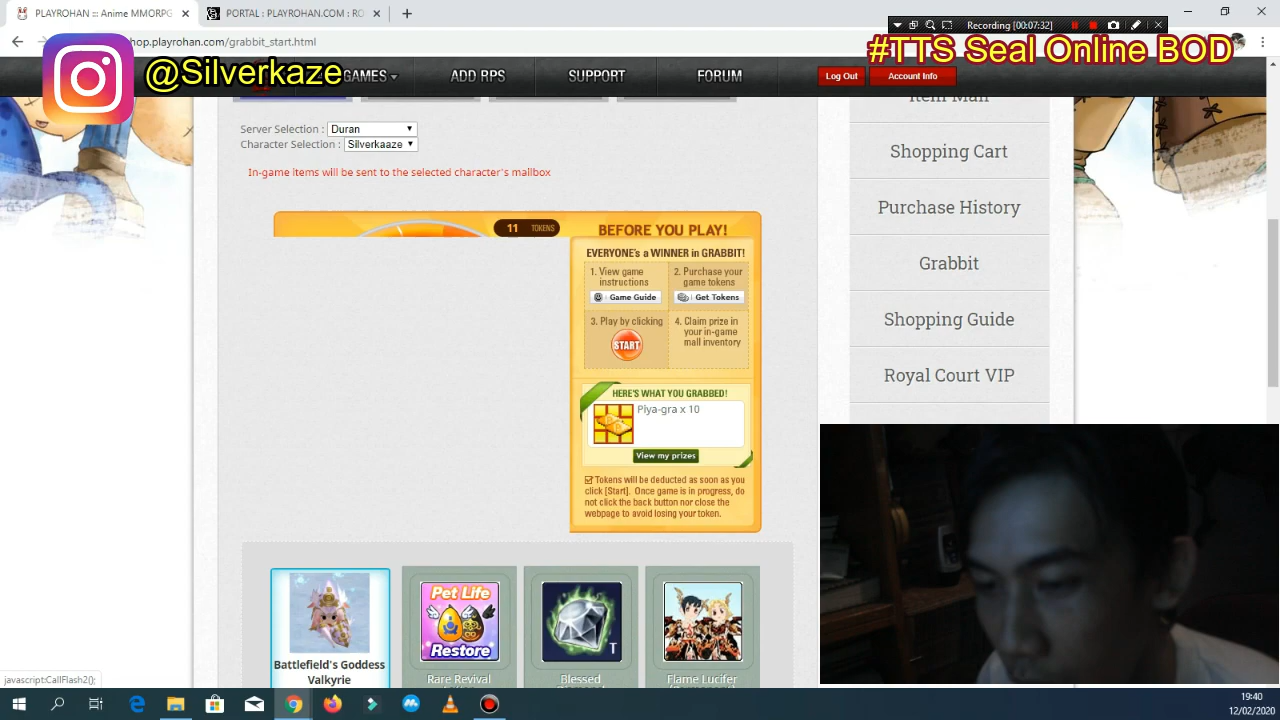 PLAYROHAN - Anime MMORPG
PORTAL : PLAYROHAN.COM : RO
Recording [00:07:32]
hop.playrohan.com/grabbit_start.html
#TTS Seal Online BOD
@Silverkaze
GAMES
ADD RPS
SUPPORT
FORUM
Log Out
Account Info
Item Mall
Server Selection : Duran
Character Selection : Silverkaaze
In-game items will be sent to the selected character's mailbox
Shopping Cart
Purchase History
Grabbit
Shopping Guide
Royal Court VIP
11 TOKENS
BEFORE YOU PLAY!
EVERYONE's a WINNER in GRABBIT!
1. View game
instructions
Game Guide
2. Purchase your
game tokens
Get Tokens
3. Play by clicking
START
4. Claim prize in
your in-game
mall inventory
HERE'S WHAT YOU GRABBED!
Plya-gra x 10
View my prizes
Tokens will be deducted as soon as you
click [Start]. Once game is in progress, do
not click the back button nor close the
webpage to avoid losing your token.
Battlefield's Goddess
Valkyrie
Pet Life
Restore
Rare Revival
T
Blessed
Flame Lucifer
javascript:CallFlash2();
19:40
12/02/2020